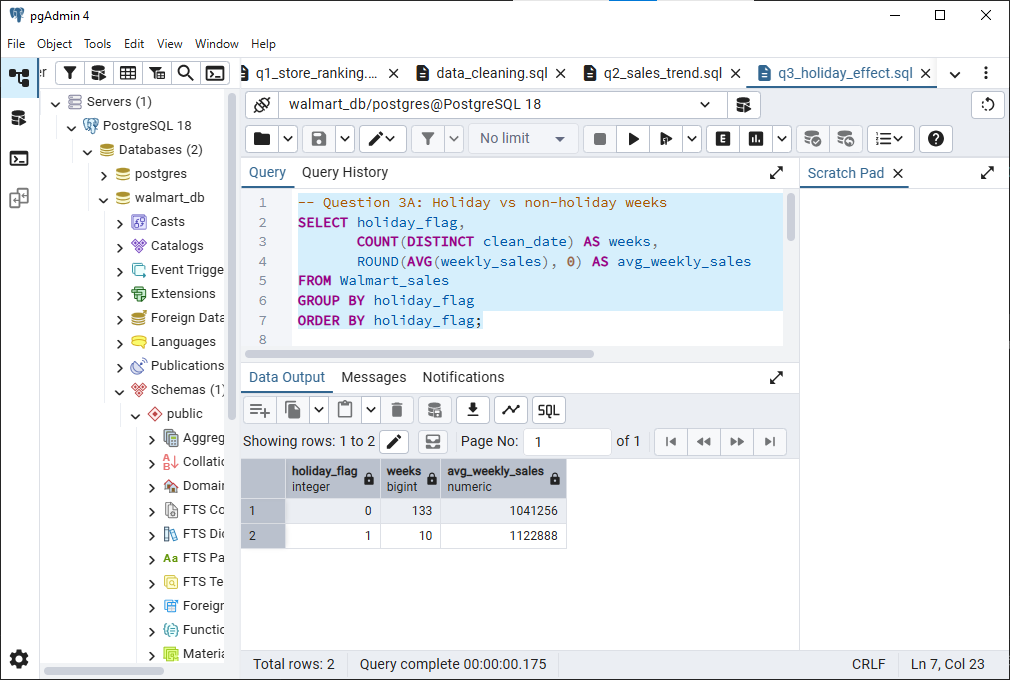 pgAdmin 4
File Object Tools Edit View Window Help
er
q1_store_ranking.... data_cleaning.sql q2_sales_trend.sql q3_holiday_effect.sql
Servers (1)
PostgreSQL 18
Databases (2)
postgres
walmart_db
Casts
Catalogs
Event Trigge
Extensions
Foreign Data
Languages
Publications
Schemas (1)
public
Aggreg
Collatio
Domain
FTS Co
FTS Dic
FTS Pa
FTS Te
Foreign
Functio
Materia
walmart_db/postgres@PostgreSQL 18
No limit
E
Query Query History
Scratch Pad
1 -- Question 3A: Holiday vs non-holiday weeks
2 SELECT holiday_flag,
3 COUNT(DISTINCT clean_date) AS weeks,
4 ROUND(AVG(weekly_sales), 0) AS avg_weekly_sales
5 FROM Walmart_sales
6 GROUP BY holiday_flag
7 ORDER BY holiday_flag;
8
Data Output Messages Notifications
SQL
Showing rows: 1 to 2 Page No: 1 of 1
holiday_flag weeks avg_weekly_sales
integer bigint numeric
1 0 133 1041256
2 1 10 1122888
Total rows: 2 Query complete 00:00:00.175 CRLF Ln 7, Col 23